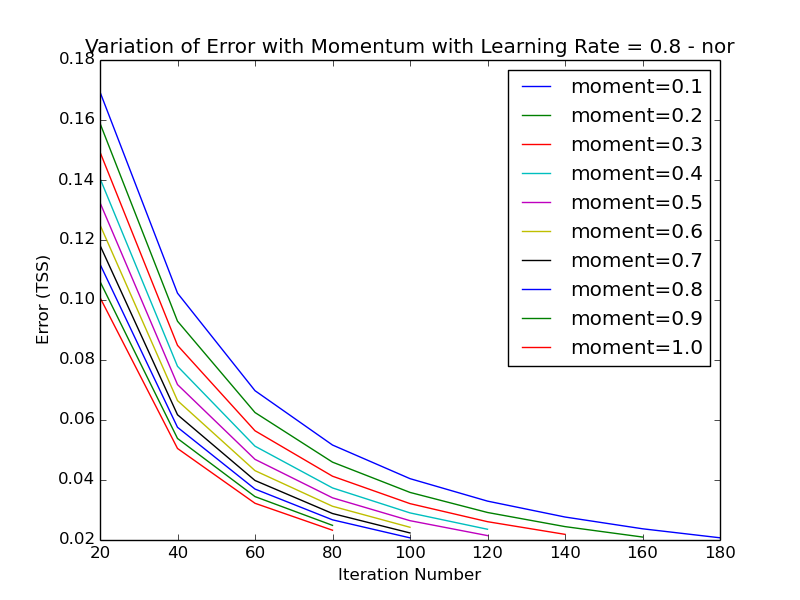 Variation of Error with Momentum with Learning Rate = 0.8 - nor
0.18
0.16
0.14
0.12
0.10
0.08
0.06
0.04
0.02
Error (TSS)
moment=0.1
moment=0.2
moment=0.3
moment=0.4
moment=0.5
moment=0.6
moment=0.7
moment=0.8
moment=0.9
moment=1.0
20 40 60 80 100 120 140 160 180
Iteration Number